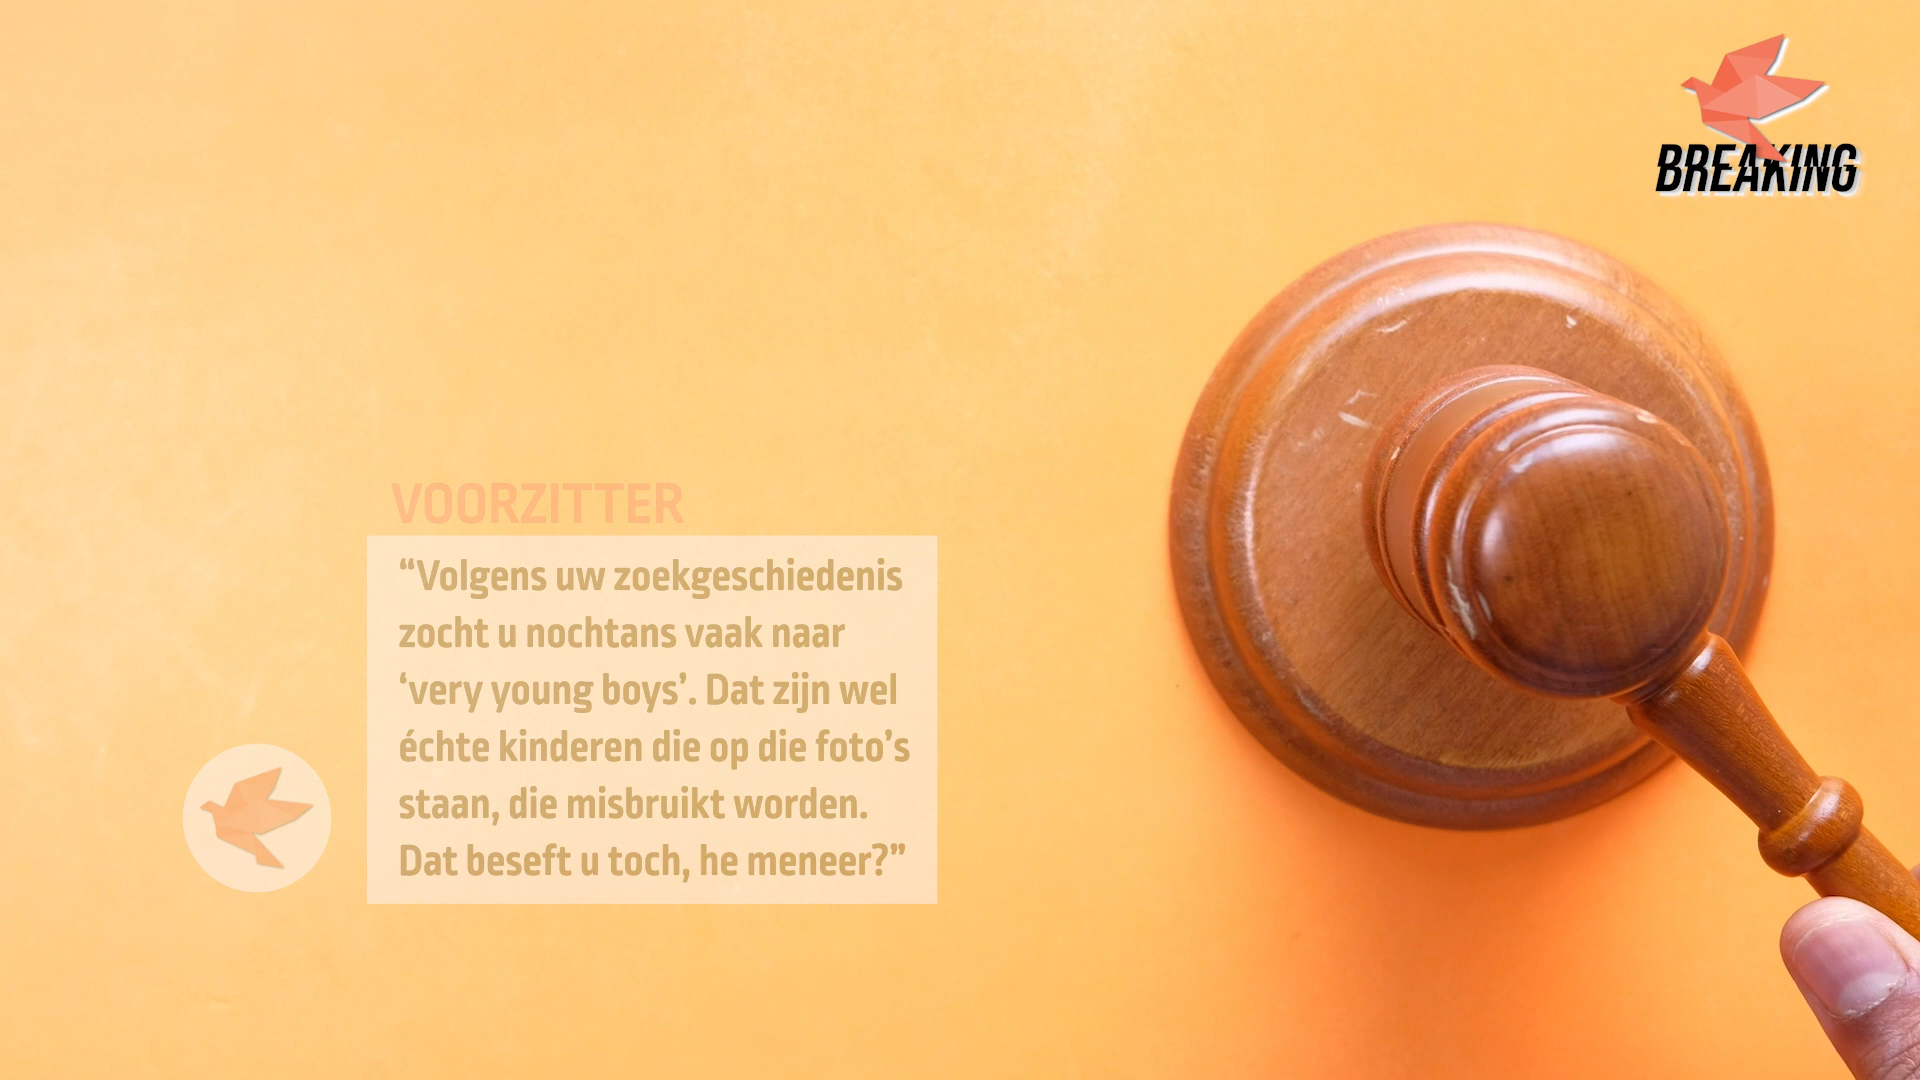 BREAKING
VOORZITTER
“Volgens uw zoekgeschiedenis
zocht u nochtans vaak naar
‘very young boys’. Dat zijn wel
échte kinderen die op die foto’s
staan, die misbruikt worden.
Dat beseft u toch, he meneer?”